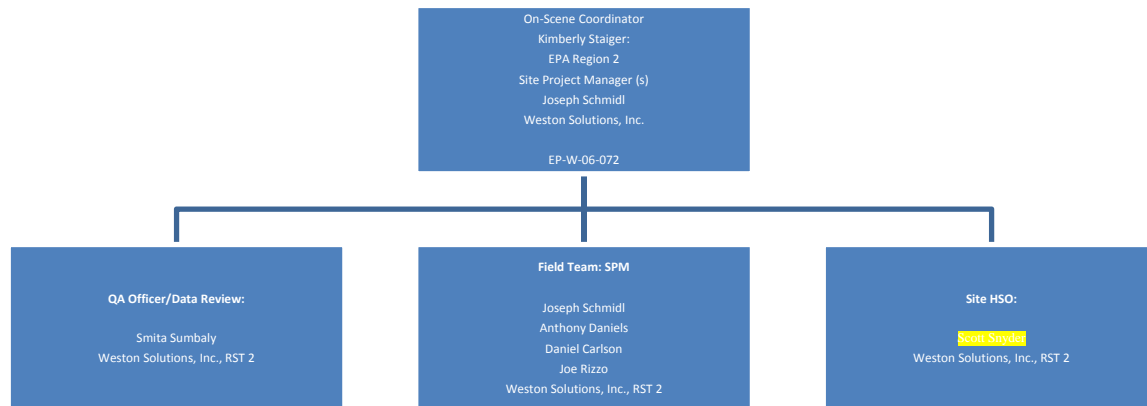 On-Scene Coordinator
Kimberly Staiger:
EPA Region 2
Site Project Manager (s)
Joseph Schmidl
Weston Solutions, Inc.
EP-W-06-072
QA Officer/Data Review:
Smita Sumbaly
Weston Solutions, Inc., RST 2
Field Team: SPM
Joseph Schmidl
Anthony Daniels
Daniel Carlson
Joe Rizzo
Weston Solutions, Inc., RST 2
Site HSO:
Scott Snyder
Weston Solutions, Inc., RST 2